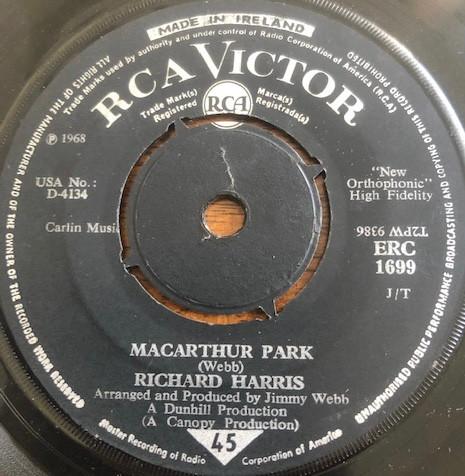 MADE IN IRELAND
Trade Marks used by authority and under control of Radio Corporation of America (R.C.A.)
ALL RIGHTS OF THE MANUFACTURER AND OF THE OWNER OF THE RECORDED WORK RESERVED
UNAUTHORISED PUBLIC PERFORMANCE BROADCASTING AND COPYING OF THIS RECORD PROHIBITED
RCA VICTOR
Trade Mark(s)
Registered
RCA
Marca(s)
Registrada(s)
℗ 1968
USA No.:
D-4134
Carlin Musi
"New
Orthophonic"
High Fidelity
T2PW 9386
ERC
1699
J/T
MACARTHUR PARK
(Webb)
RICHARD HARRIS
Arranged and Produced by Jimmy Webb
A Dunhill Production
(A Canopy Production)
45
Master Recording of Radio Corporation of America